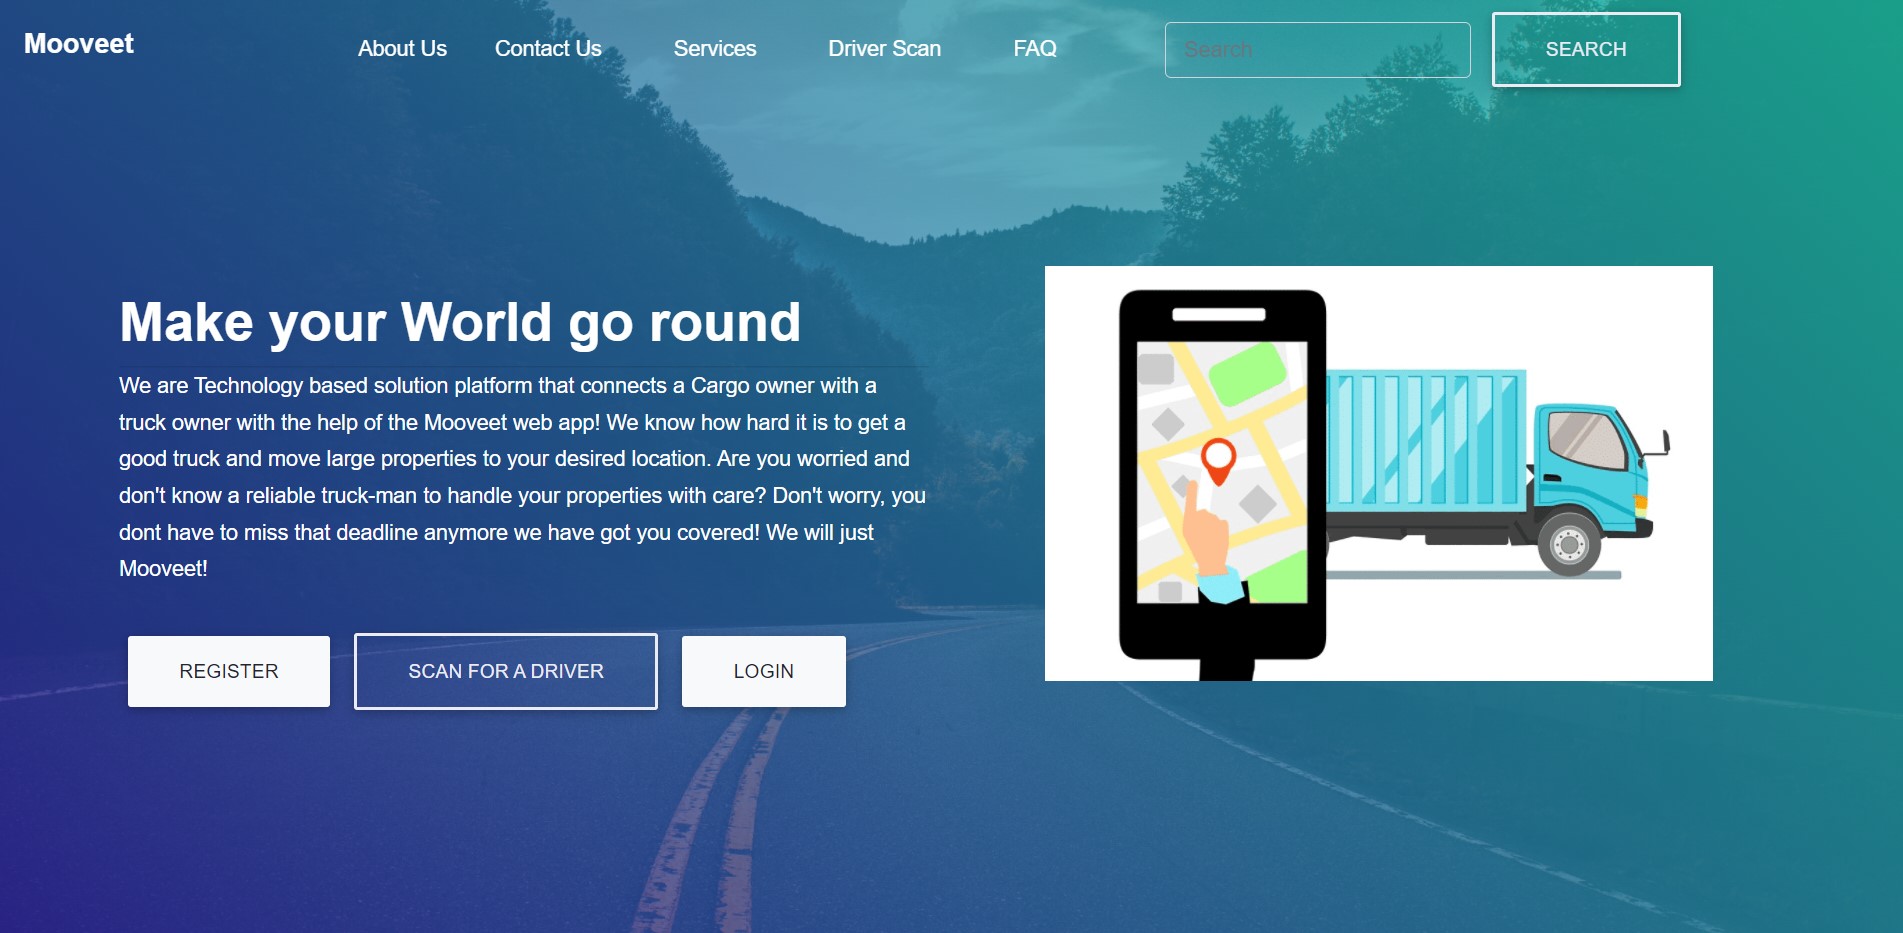 Mooveet
About Us
Contact Us
Services
Driver Scan
FAQ
Search
SEARCH
Make your World go round
We are Technology based solution platform that connects a Cargo owner with a
truck owner with the help of the Mooveet web app! We know how hard it is to get a
good truck and move large properties to your desired location. Are you worried and
don't know a reliable truck-man to handle your properties with care? Don't worry, you
dont have to miss that deadline anymore we have got you covered! We will just
Mooveet!
REGISTER
SCAN FOR A DRIVER
LOGIN